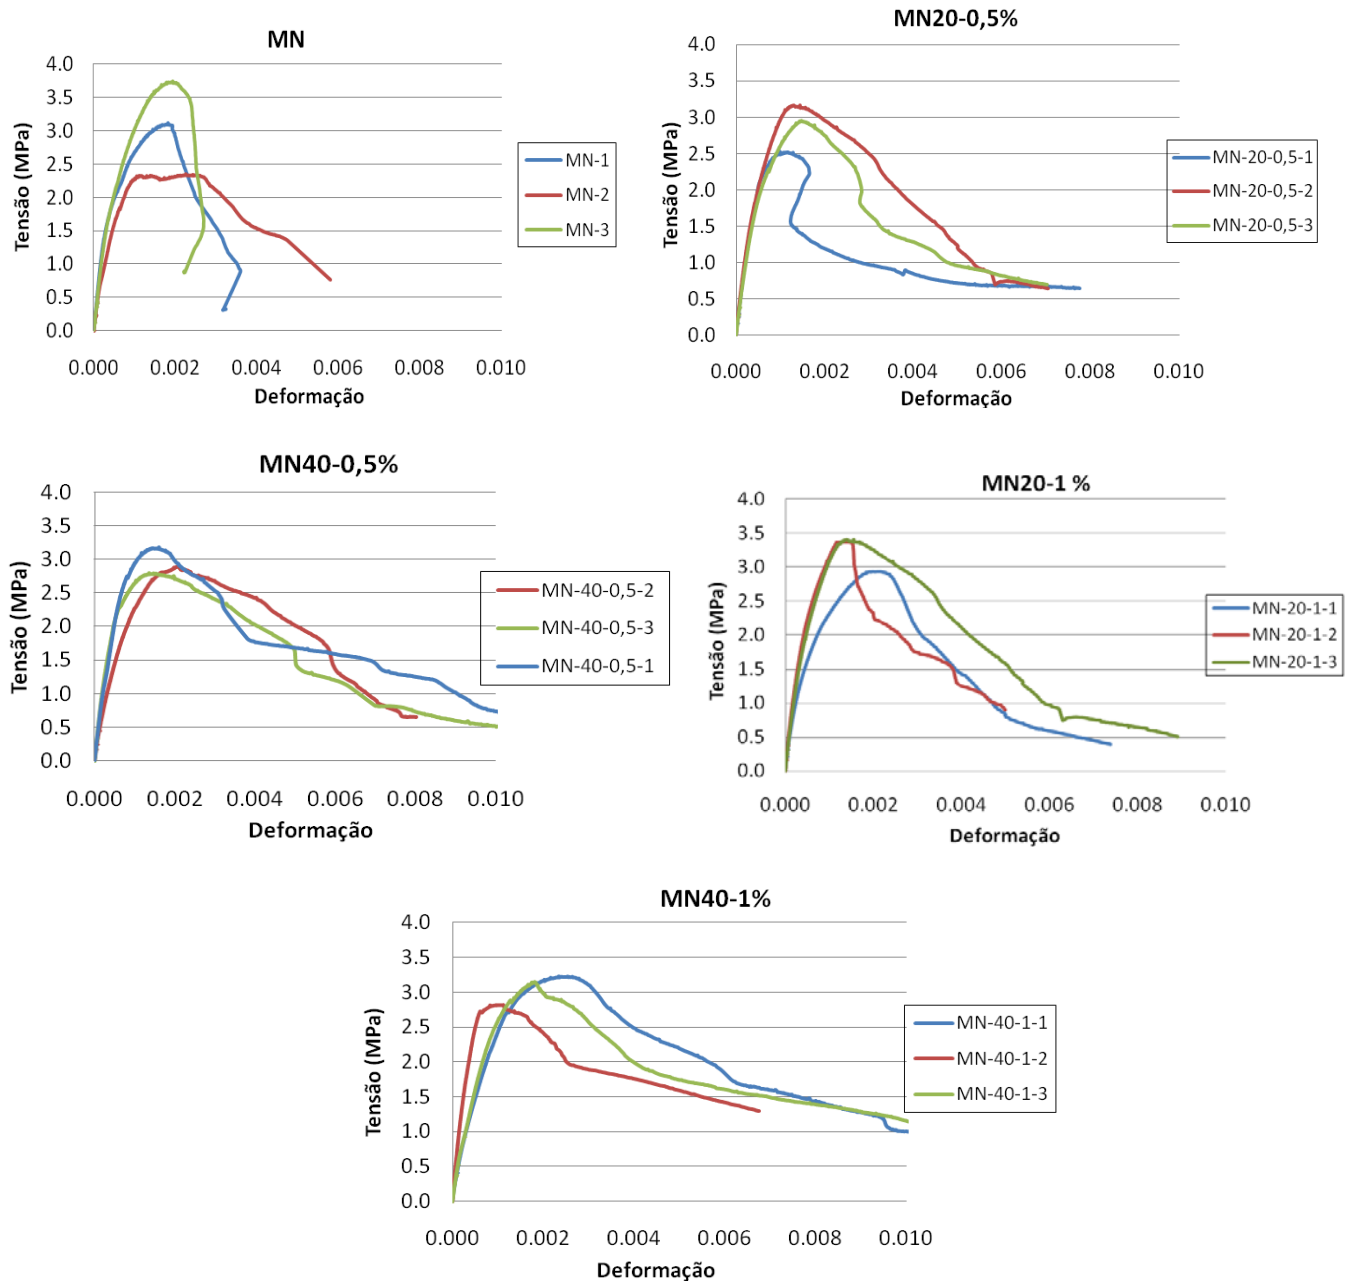 MN
4.0
3.5
3.0
2.5
2.0
1.5
1.0
0.5
0.0
Tensão (MPa)
0.000 0.002 0.004 0.006 0.008 0.010
Deformação
MN-1
MN-2
MN-3
MN20-0,5%
4.0
3.5
3.0
2.5
2.0
1.5
1.0
0.5
0.0
Tensão (MPa)
0.000 0.002 0.004 0.006 0.008 0.010
Deformação
MN-20-0,5-1
MN-20-0,5-2
MN-20-0,5-3
MN40-0,5%
4.0
3.5
3.0
2.5
2.0
1.5
1.0
0.5
0.0
Tensão (MPa)
0.000 0.002 0.004 0.006 0.008 0.010
Deformação
MN-40-0,5-2
MN-40-0,5-3
MN-40-0,5-1
MN20-1 %
4.0
3.5
3.0
2.5
2.0
1.5
1.0
0.5
0.0
Tensão (MPa)
0.000 0.002 0.004 0.006 0.008 0.010
Deformação
MN-20-1-1
MN-20-1-2
MN-20-1-3
MN40-1%
4.0
3.5
3.0
2.5
2.0
1.5
1.0
0.5
0.0
Tensão (MPa)
0.000 0.002 0.004 0.006 0.008 0.010
Deformação
MN-40-1-1
MN-40-1-2
MN-40-1-3